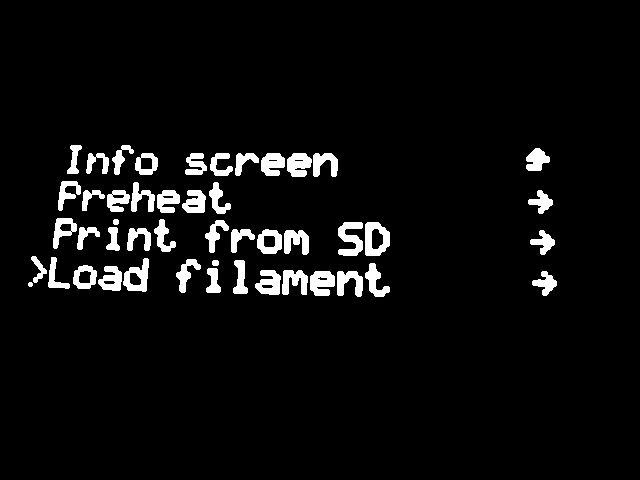 Info screen ↑
Preheat →
Print from SD →
>Load filament →